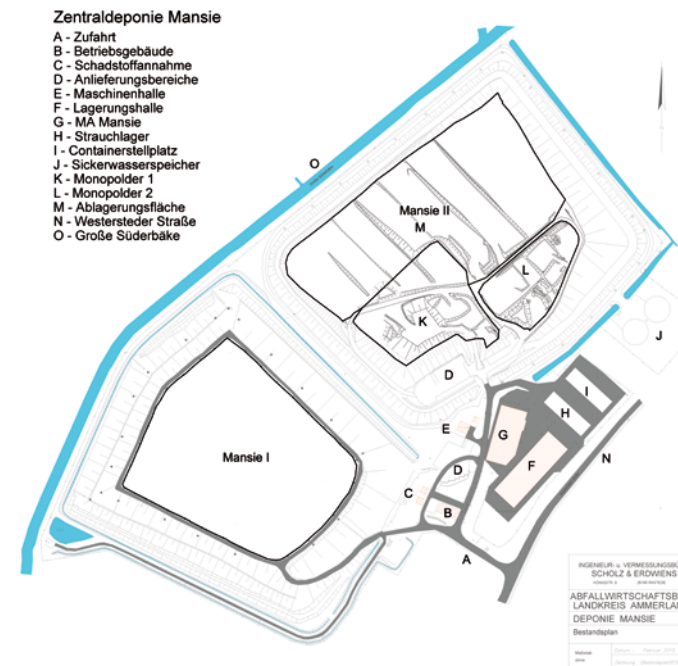 Zentraldeponie Mansie
A - Zufahrt
B - Betriebsgebäude
C - Schadstoffannahme
D - Anlieferungsbereiche
E - Maschinenhalle
F - Lagerungshalle
G - MA Mansie
H - Strauchlager
I - Containerstellplatz
J - Sickerwasserspeicher
K - Monopolder 1
L - Monopolder 2
M - Ablagerungsfläche
N - Westersteder Straße
O - Große Süderbäke
O
Mansie II
M
L
K
J
D
I
H
E
G
N
F
Mansie I
D
C
B
A
INGENIEUR- u. VERMESSUNGSBÜ
SCHOLZ & ERDWIENS
ABFALLWIRTSCHAFTSB
LANDKREIS AMMERLA
DEPONIE MANSIE
Bestandsplan